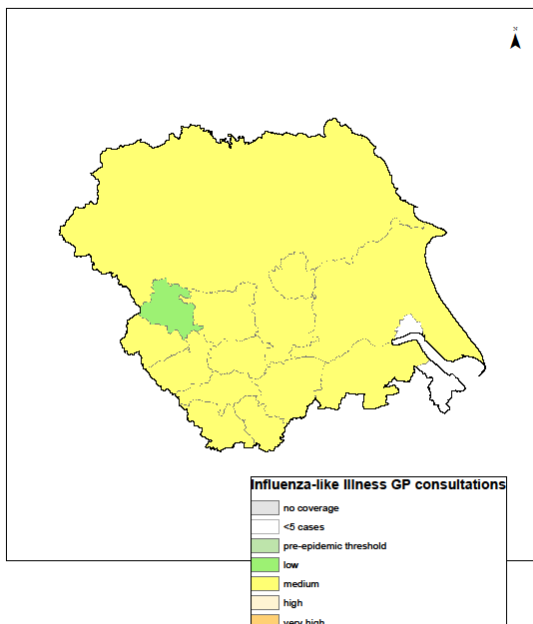 N
Influenza-like Illness GP consultations
no coverage
<5 cases
pre-epidemic threshold
low
medium
high
very high